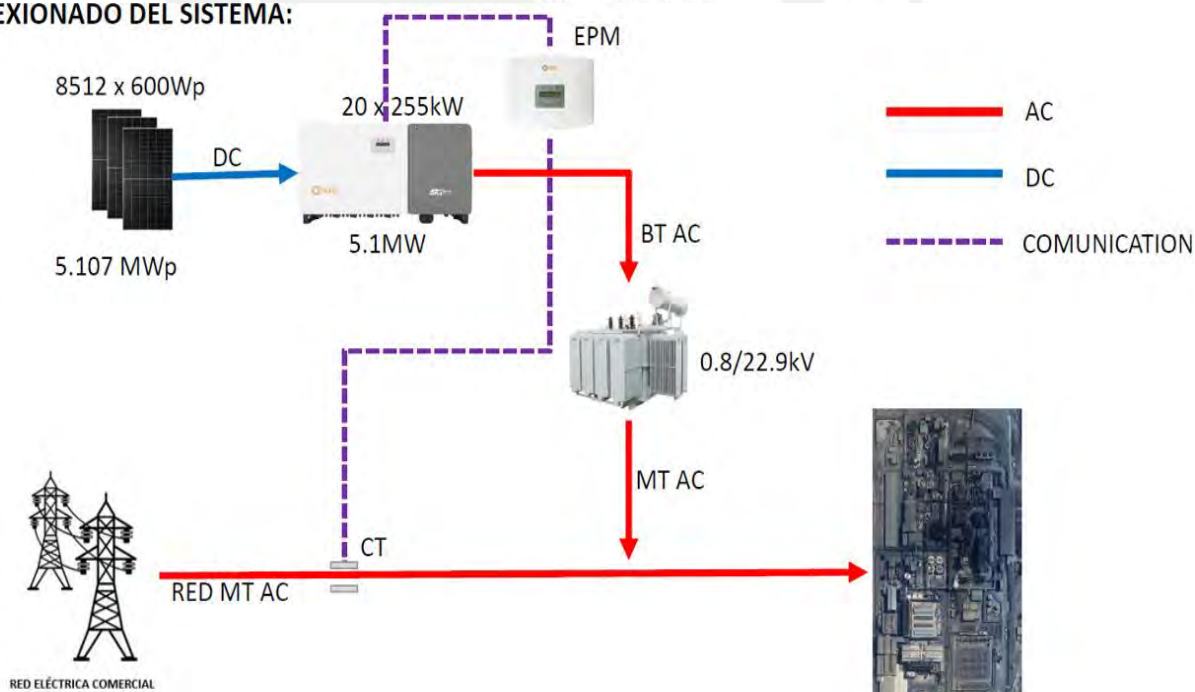 EXIONADO DEL SISTEMA:
EPM
8512 x 600Wp
20 x 255kW
AC
DC
DC
BT AC
5.1MW
COMUNICATION
5.107 MWp
0.8/22.9kV
MT AC
CT
RED MT AC
RED ELÉCTRICA COMERCIAL